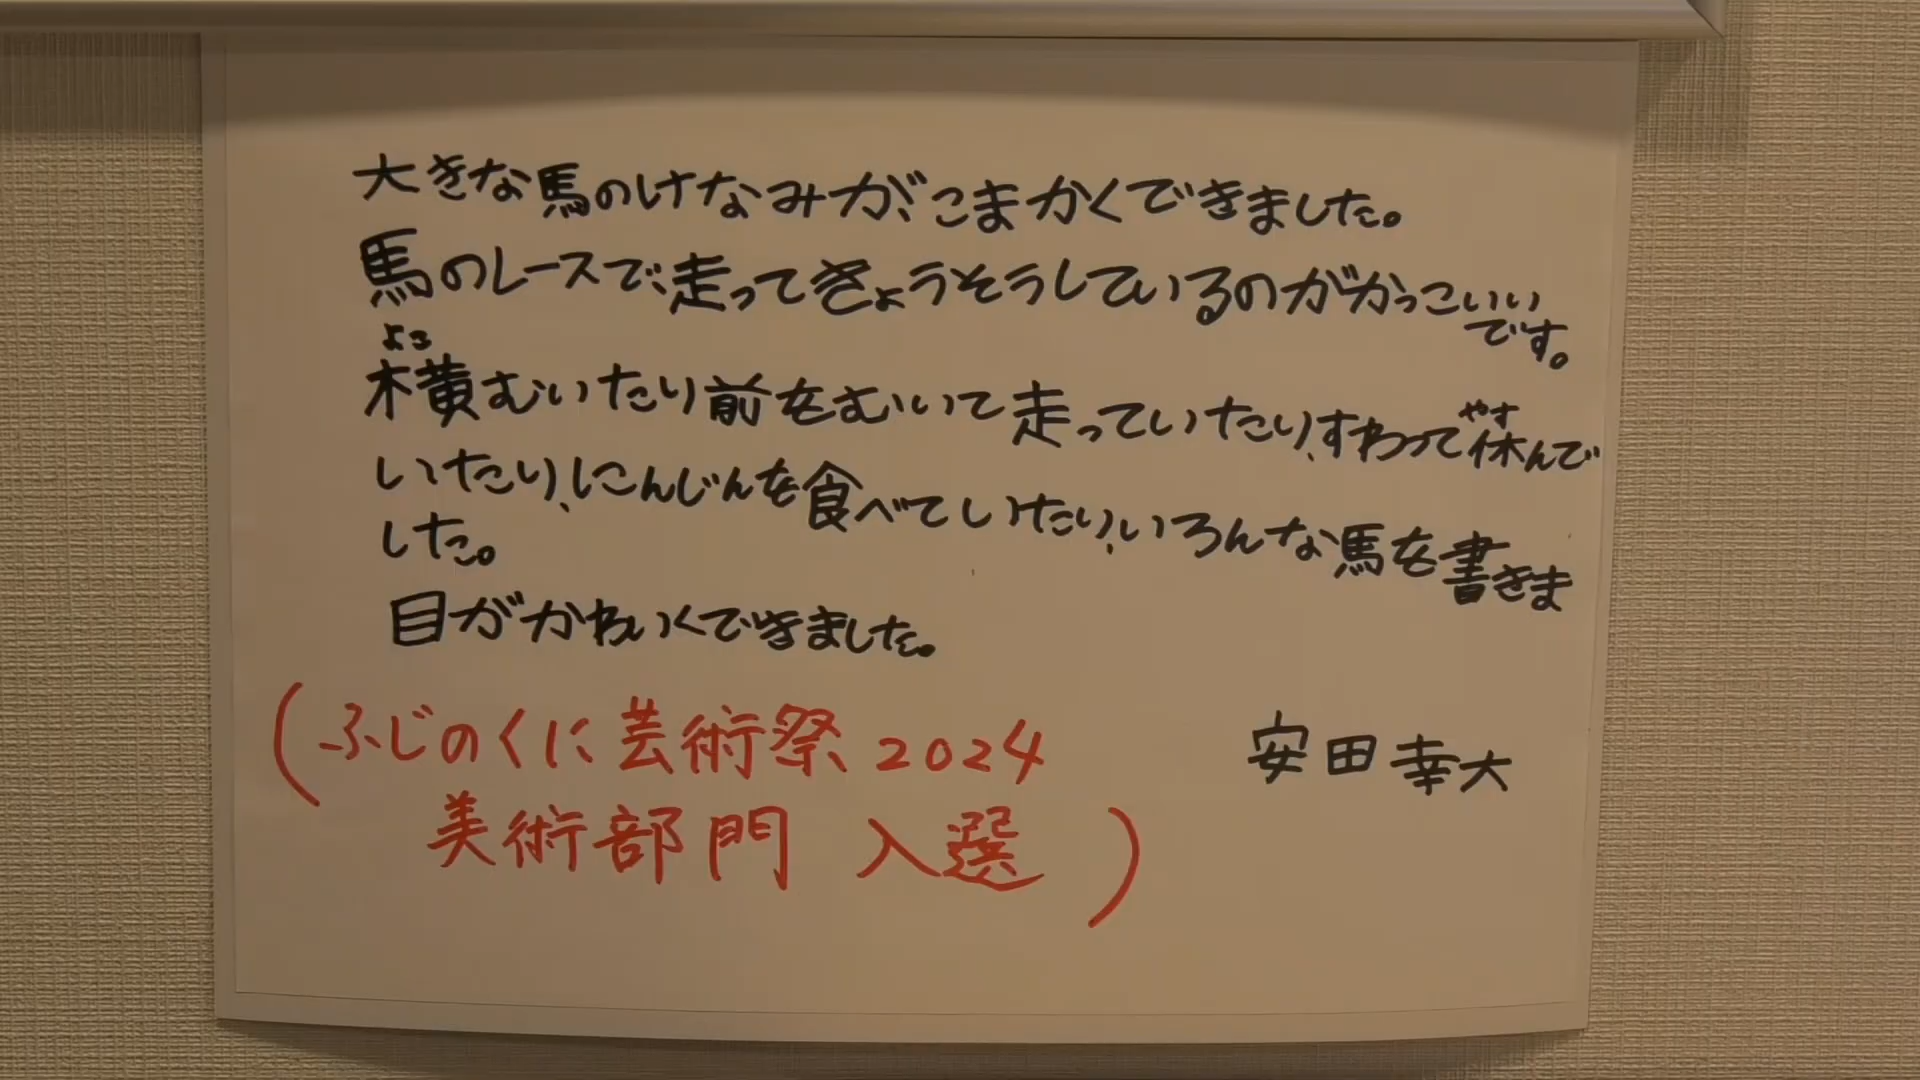 大きな馬のけなみが、こまかくできました。
馬のレースで、走ってきょうそうしているのがかっこいい
です。
よこ
横むいたり前をむいて走っていたり、すわって休んで
やす
いたり、にんじんを食べていたり、いろんな馬を書きま
した。
目がかわいくできました。
(ふじのくに芸術祭2024
美術部門 入選)
安田幸大